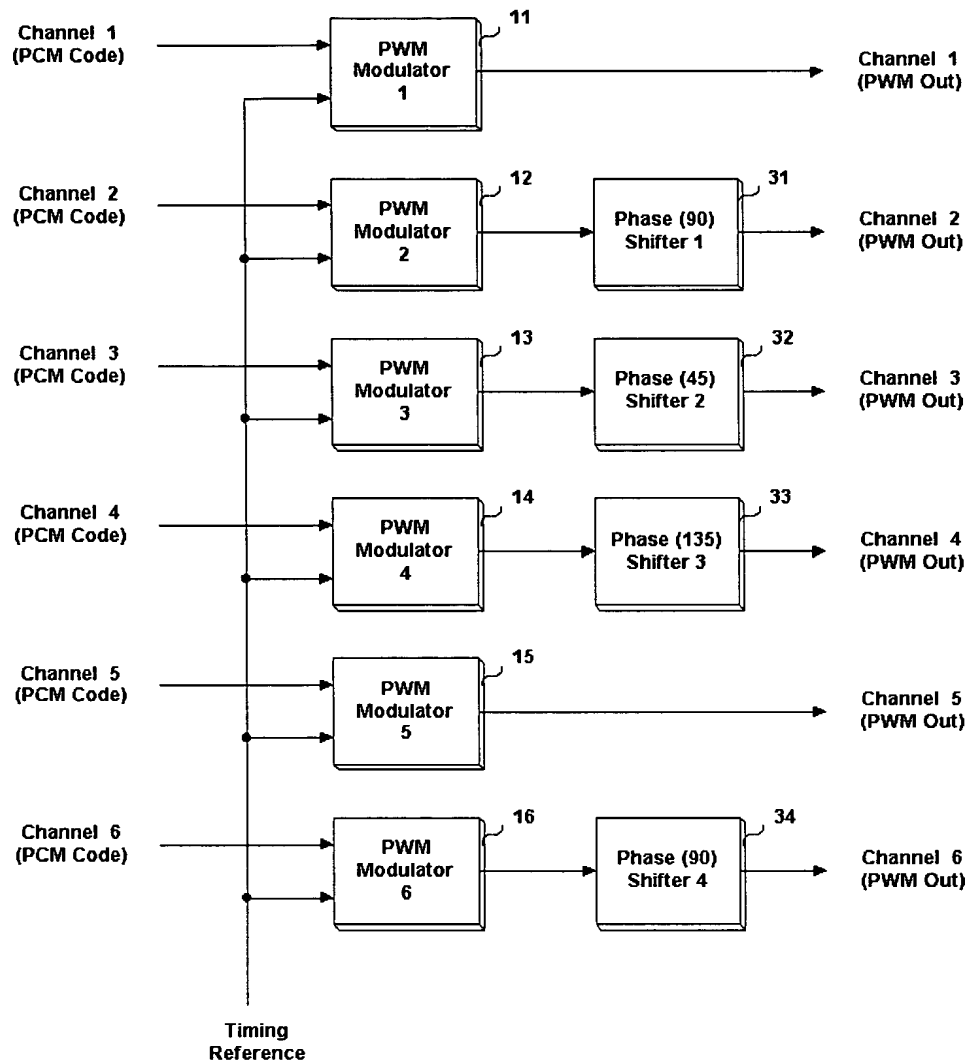 Channel 1
(PCM Code)
PWM
Modulator
1
11
Channel 1
(PWM Out)
Channel 2
(PCM Code)
PWM
Modulator
2
12
Phase (90)
Shifter 1
31
Channel 2
(PWM Out)
Channel 3
(PCM Code)
PWM
Modulator
3
13
Phase (45)
Shifter 2
32
Channel 3
(PWM Out)
Channel 4
(PCM Code)
PWM
Modulator
4
14
Phase (135)
Shifter 3
33
Channel 4
(PWM Out)
Channel 5
(PCM Code)
PWM
Modulator
5
15
Channel 5
(PWM Out)
Channel 6
(PCM Code)
PWM
Modulator
6
16
Phase (90)
Shifter 4
34
Channel 6
(PWM Out)
Timing
Reference